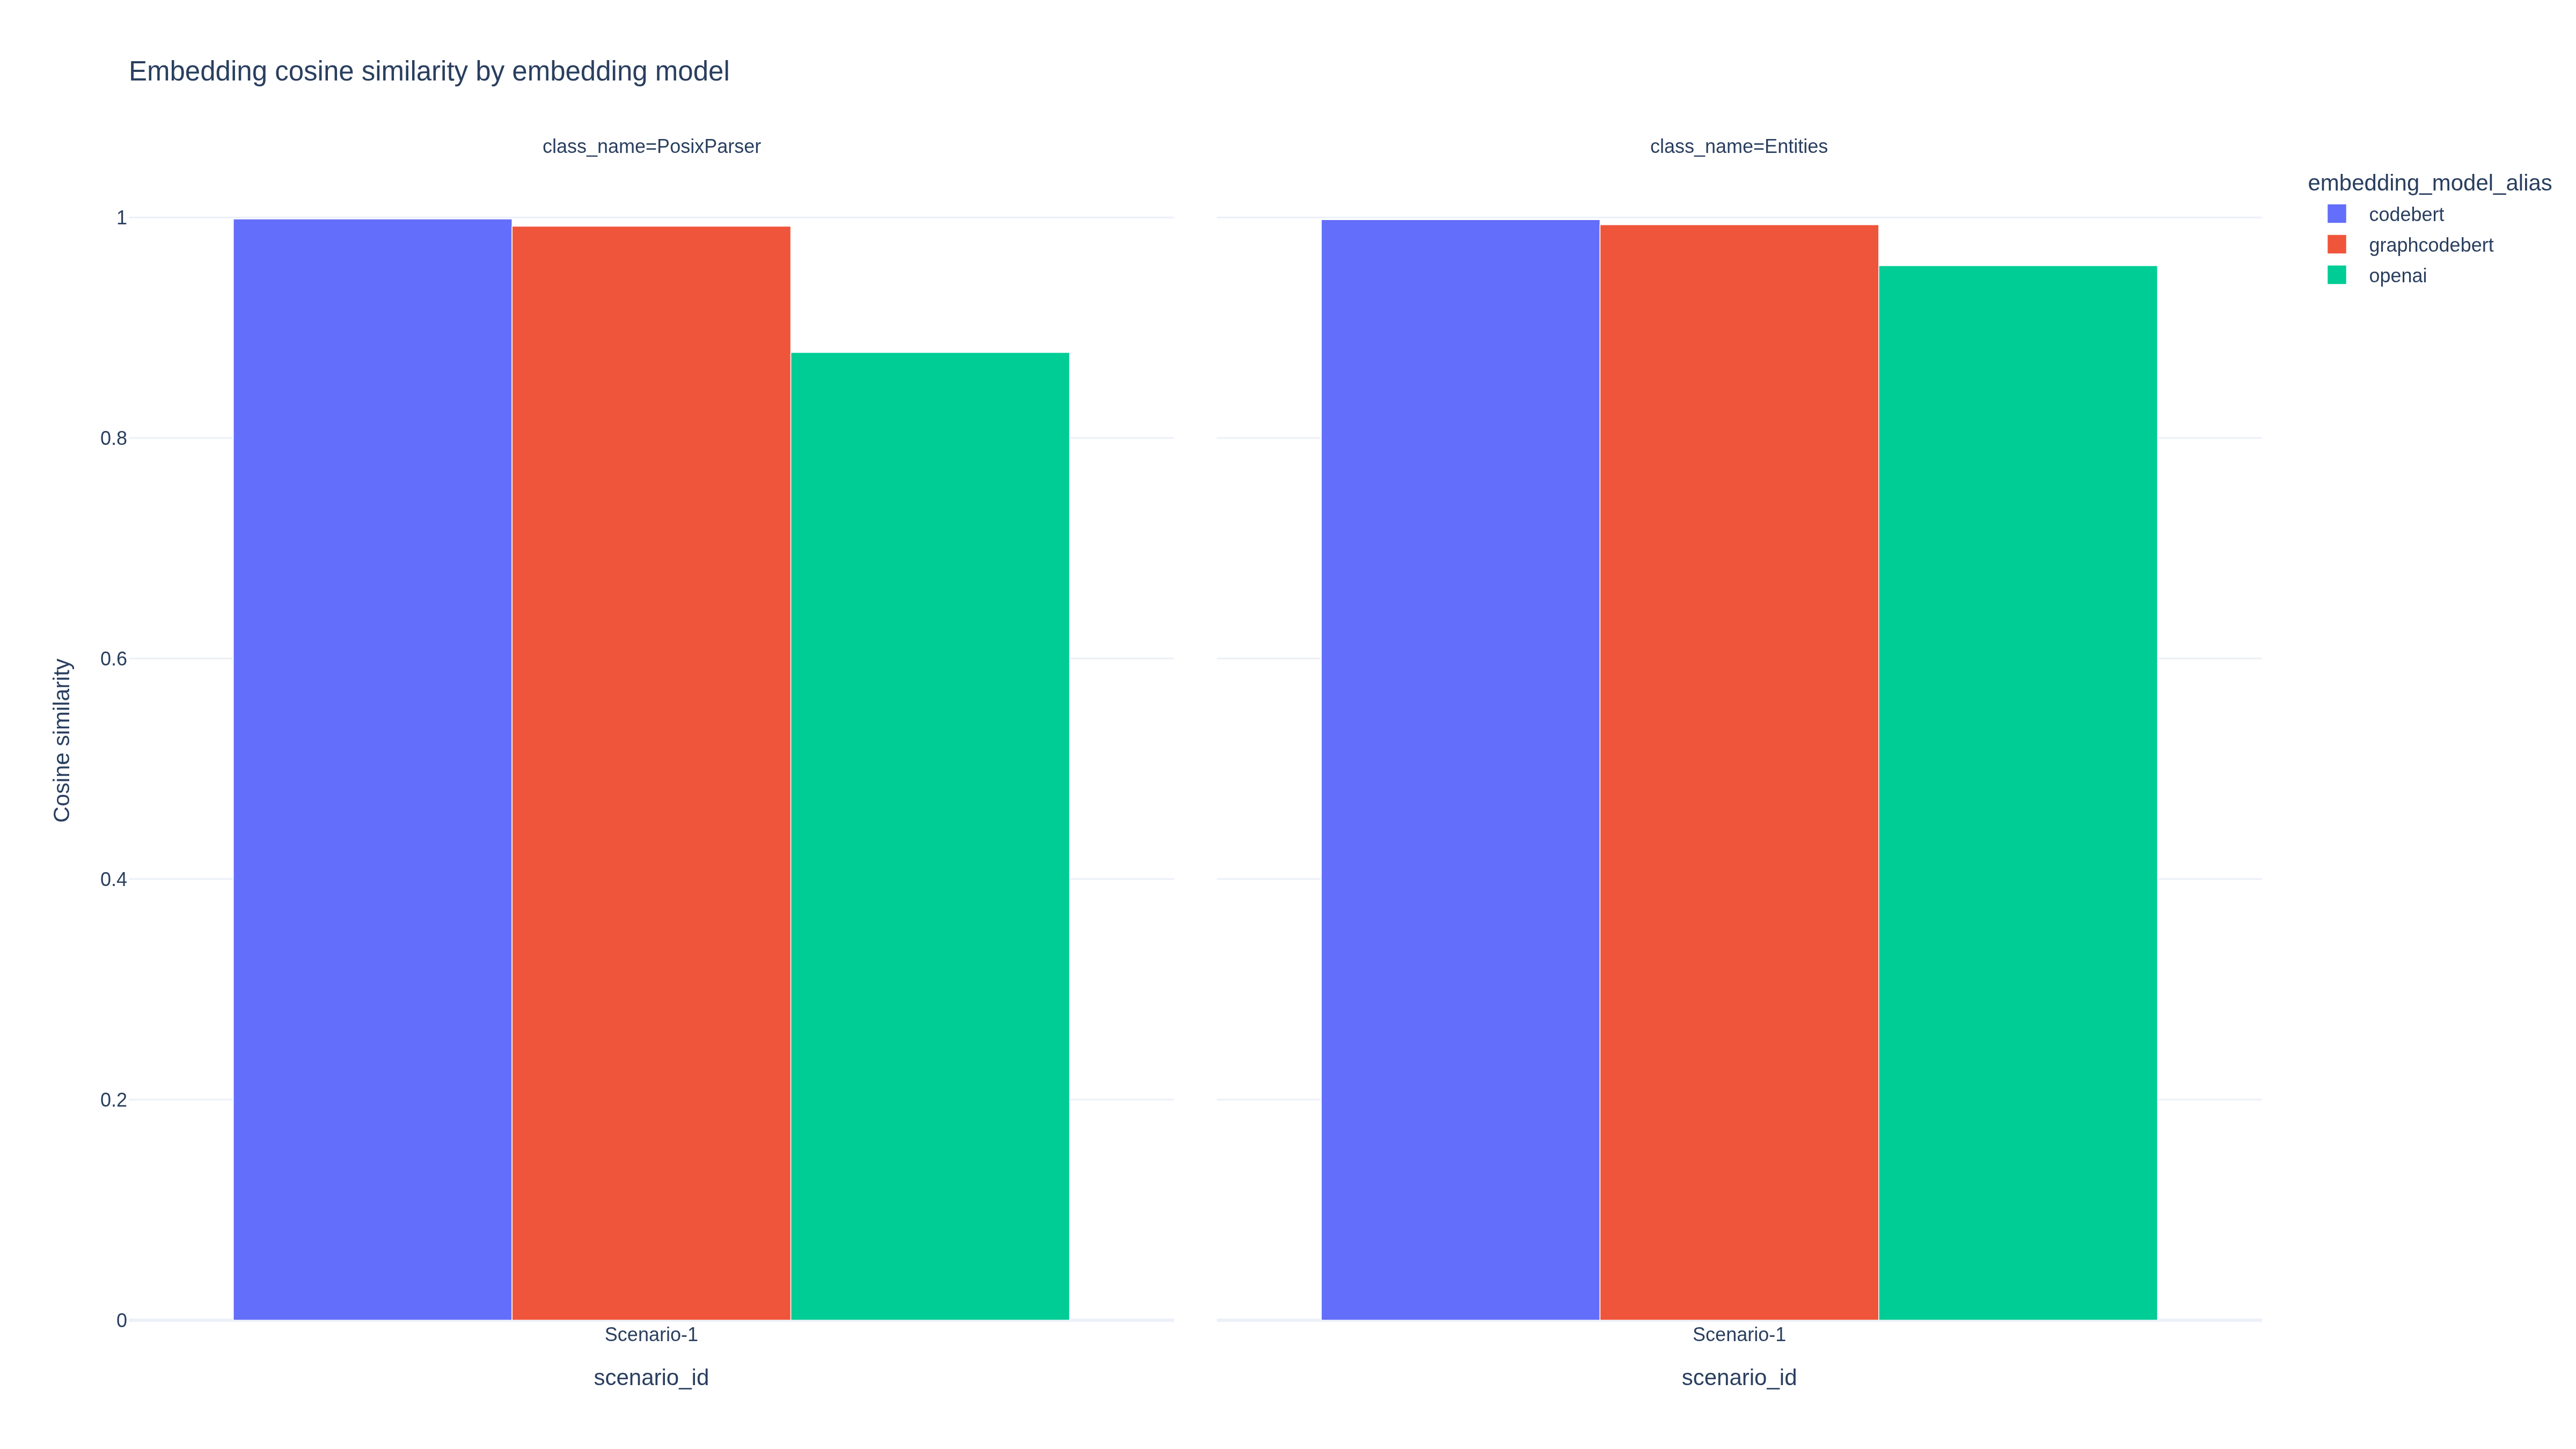 Embedding cosine similarity by embedding model
class_name=PosixParser
class_name=Entities
embedding_model_alias
codebert
graphcodebert
openai
Cosine similarity
1
0.8
0.6
0.4
0.2
0
Scenario-1
Scenario-1
scenario_id
scenario_id